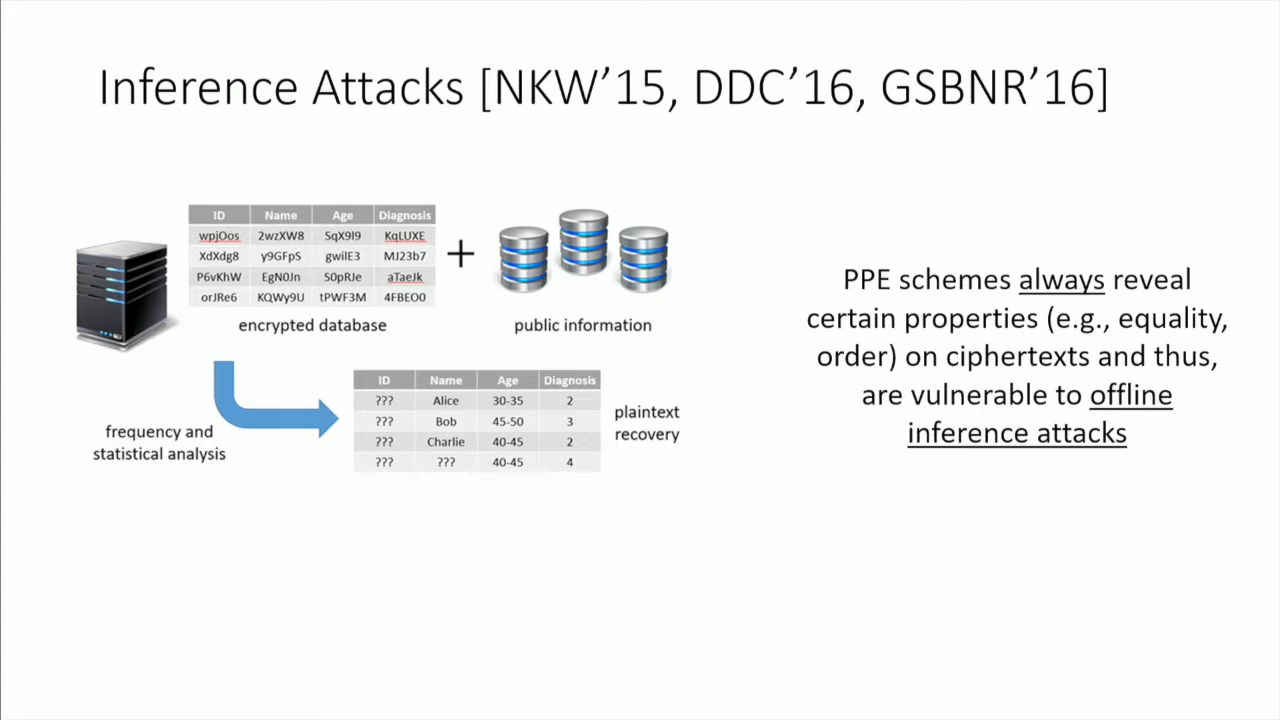 Inference Attacks [NKW’15, DDC’16, GSBNR’16]
ID Name Age Diagnosis
wpjOos 2wzXW8 SqX9I9 KqLUXE
XdXdg8 y9GFpS gwilE3 MJ23b7
P6vKhW EgN0Jn S0pRJe aTaeJk
orJRe6 KQWy9U tPWF3M 4FBEO0
+
encrypted database
public information
ID Name Age Diagnosis
??? Alice 30-35 2
??? Bob 45-50 3
??? Charlie 40-45 2
??? ??? 40-45 4
frequency and
statistical analysis
plaintext
recovery
PPE schemes always reveal
certain properties (e.g., equality,
order) on ciphertexts and thus,
are vulnerable to offline
inference attacks